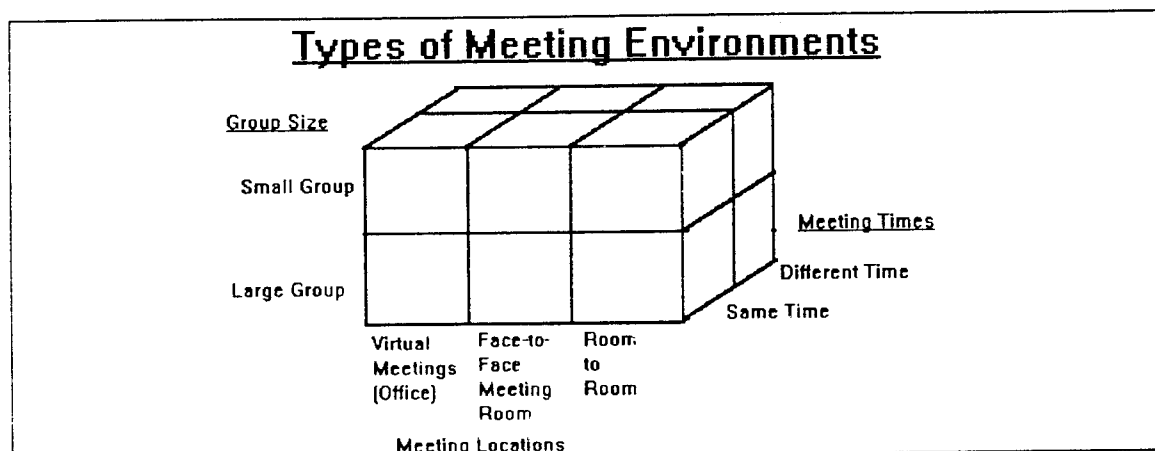 Types of Meeting Environments
Group Size
Small Group
Large Group
Meeting Times
Different Time
Same Time
Virtual
Meetings
(Office)
Face-to-
Face
Meeting
Room
Room
to
Room
Meeting Locations